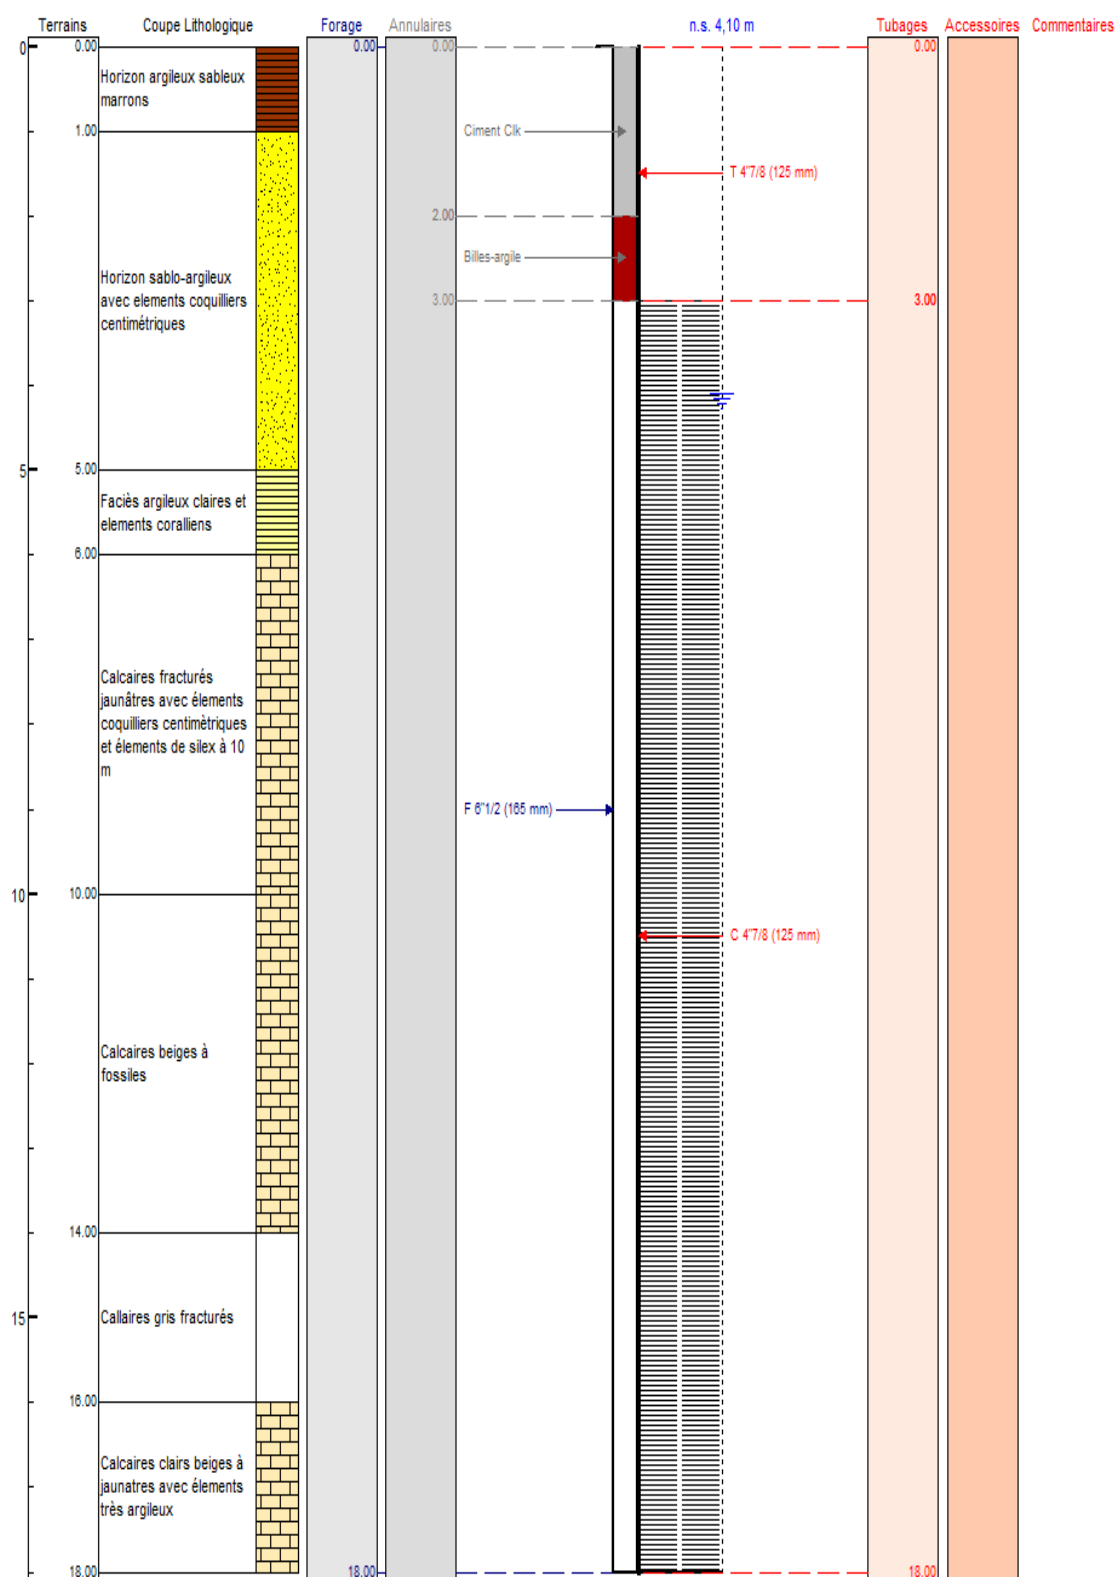 Terrains Coupe Lithologique Forage Annulaires n.s. 4,10 m Tubages Accessoires Commentaires
0 0.00 0.00 0.00 0.00
Horizon argileux sableux
marrons
1.00
Ciment Clk
T 4"7/8 (125 mm)
2.00
Billes-argile
Horizon sablo-argileux
avec elements coquilliers
centimétriques
3.00 3.00
5 5.00
Faciès argileux claires et
elements coralliens
6.00
Calcaires fracturés
jaunâtres avec élements
coquilliers centimètriques
et élements de silex à 10
m
F 6"1/2 (165 mm)
10 10.00
C 4"7/8 (125 mm)
Calcaires beiges à
fossiles
14.00
15
Callaires gris fracturés
16.00
Calcaires clairs beiges à
jaunatres avec élements
très argileux
18.00 18.00 18.00